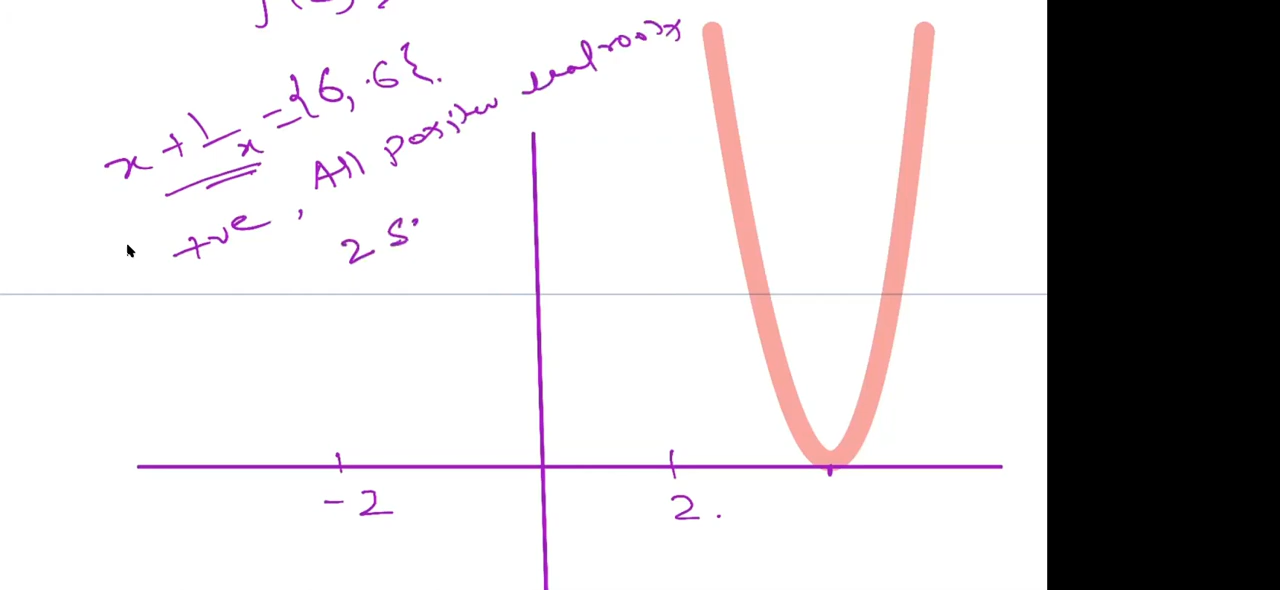 x + 1/x = {6, 6}.
+ve, All positive real roots
2 S.
-2
2.